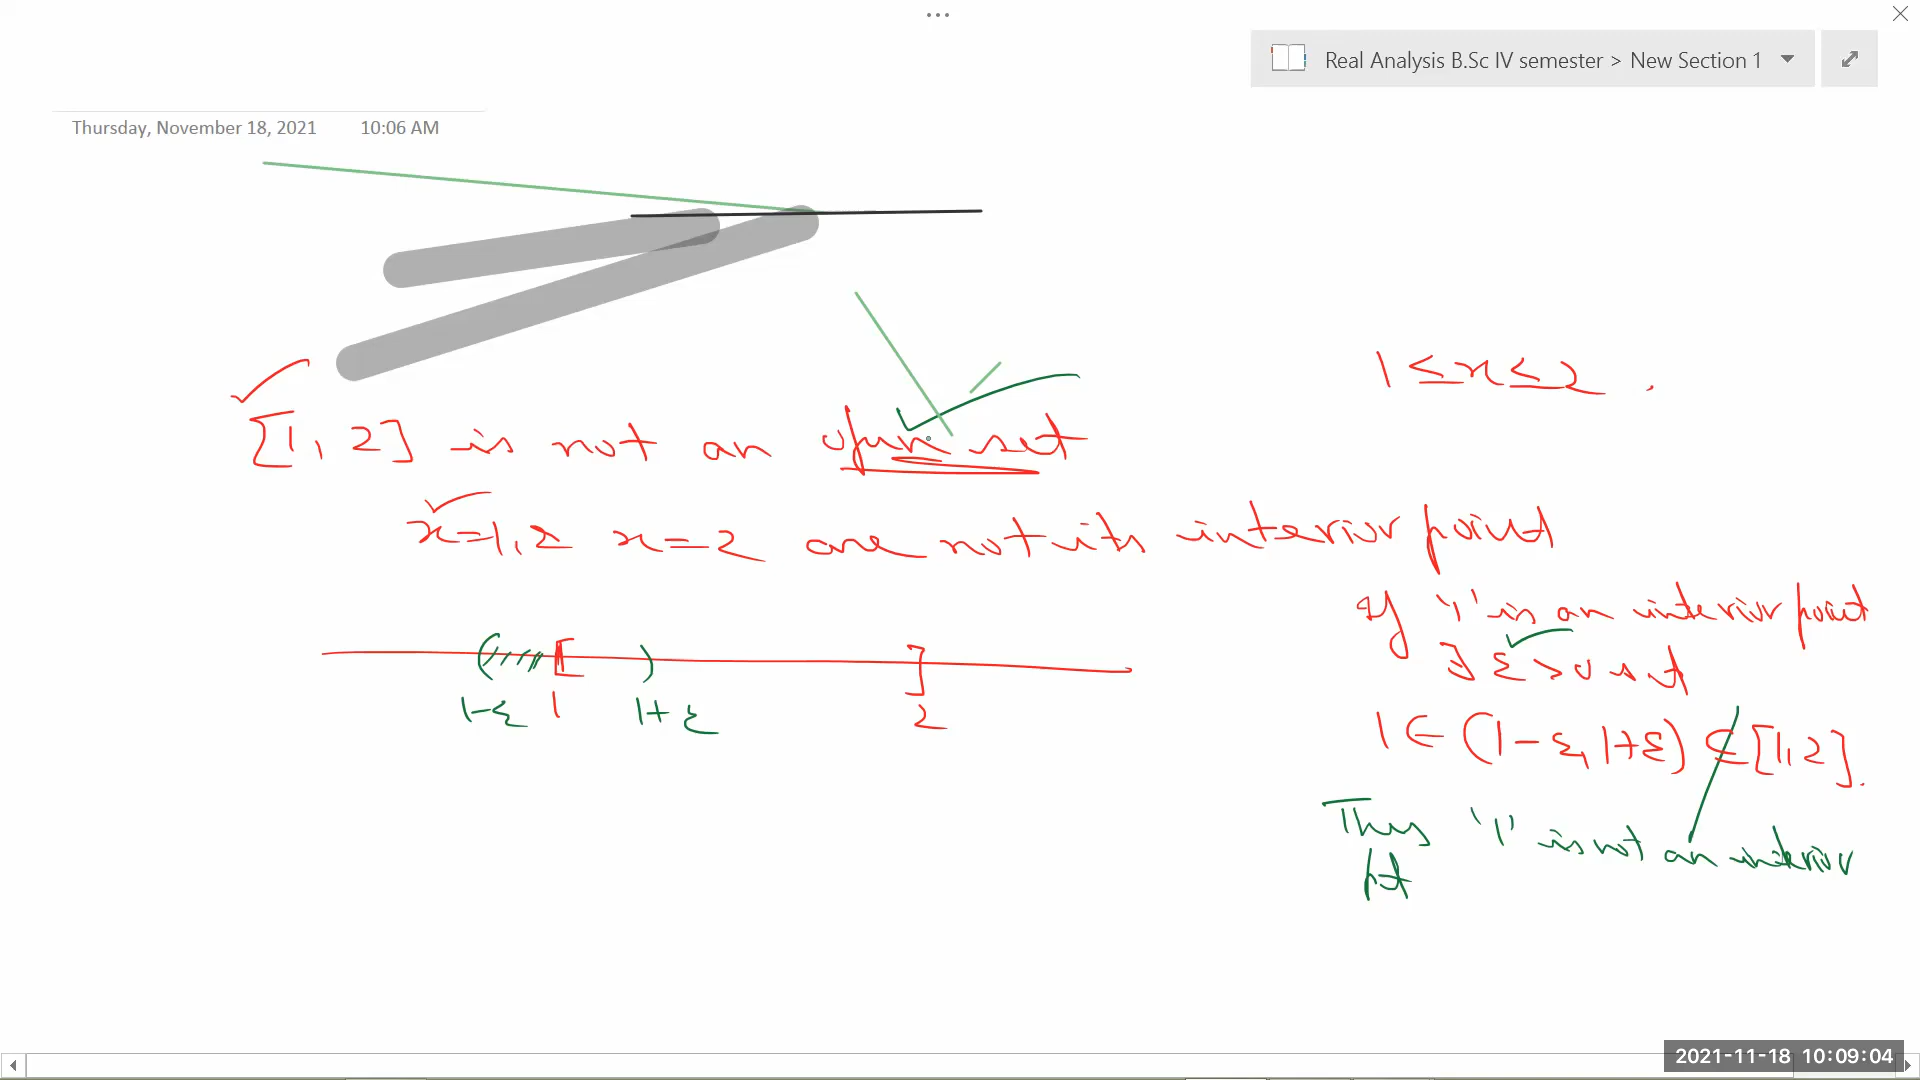 Real Analysis B.Sc IV semester > New Section 1
Thursday, November 18, 2021 10:06 AM
1 ≤ x ≤ 2 .
[1, 2] is not an open set
x=1,2 x=2 are not its interior point
If '1' is an interior point
∃ ε > 0 s t
1 ∈ (1-ε, 1+ε) ⊄ [1,2].
( [ ) ]
1-ε 1 1+ε 2
Thus '1' is not an interior
pt
2021-11-18 10:09:04